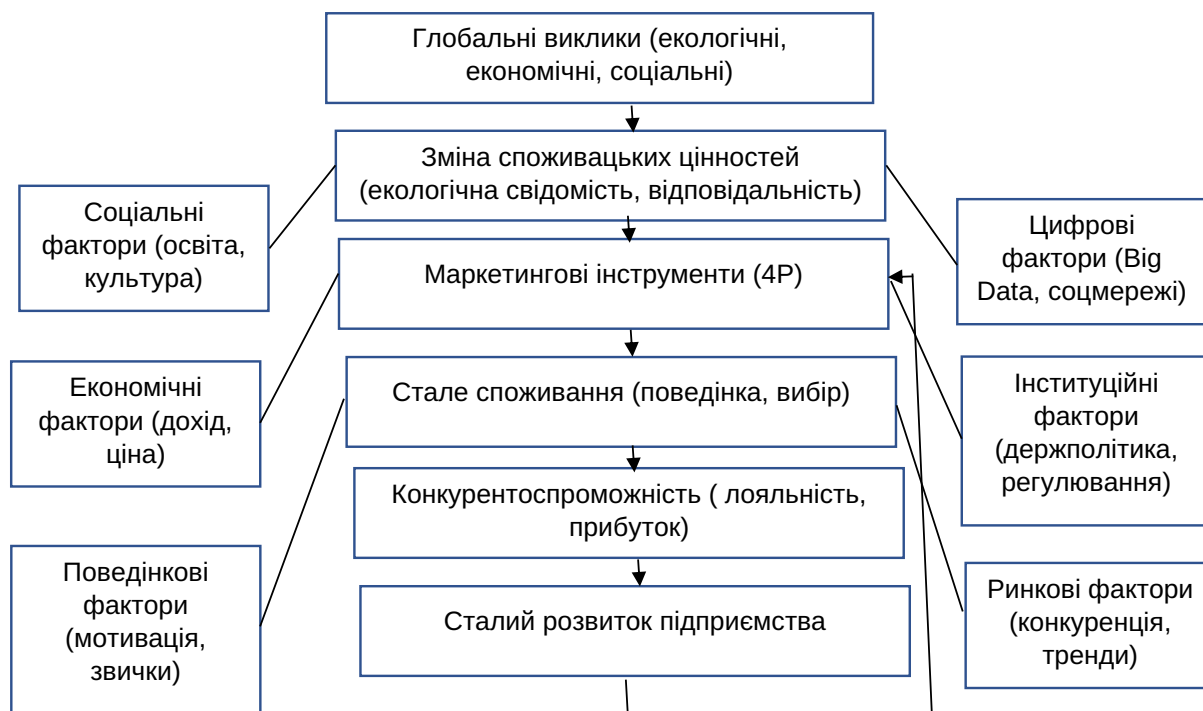 Глобальні виклики (екологічні,
економічні, соціальні)
Зміна споживацьких цінностей
(екологічна свідомість, відповідальність)
Соціальні
фактори (освіта,
культура)
Цифрові
фактори (Big
Data, соцмережі)
Маркетингові інструменти (4P)
Економічні
фактори (дохід,
ціна)
Стале споживання (поведінка, вибір)
Інституційні
фактори
(держполітика,
регулювання)
Конкурентоспроможність ( лояльність,
прибуток)
Поведінкові
фактори
(мотивація,
звички)
Сталий розвиток підприємства
Ринкові фактори
(конкуренція,
тренди)